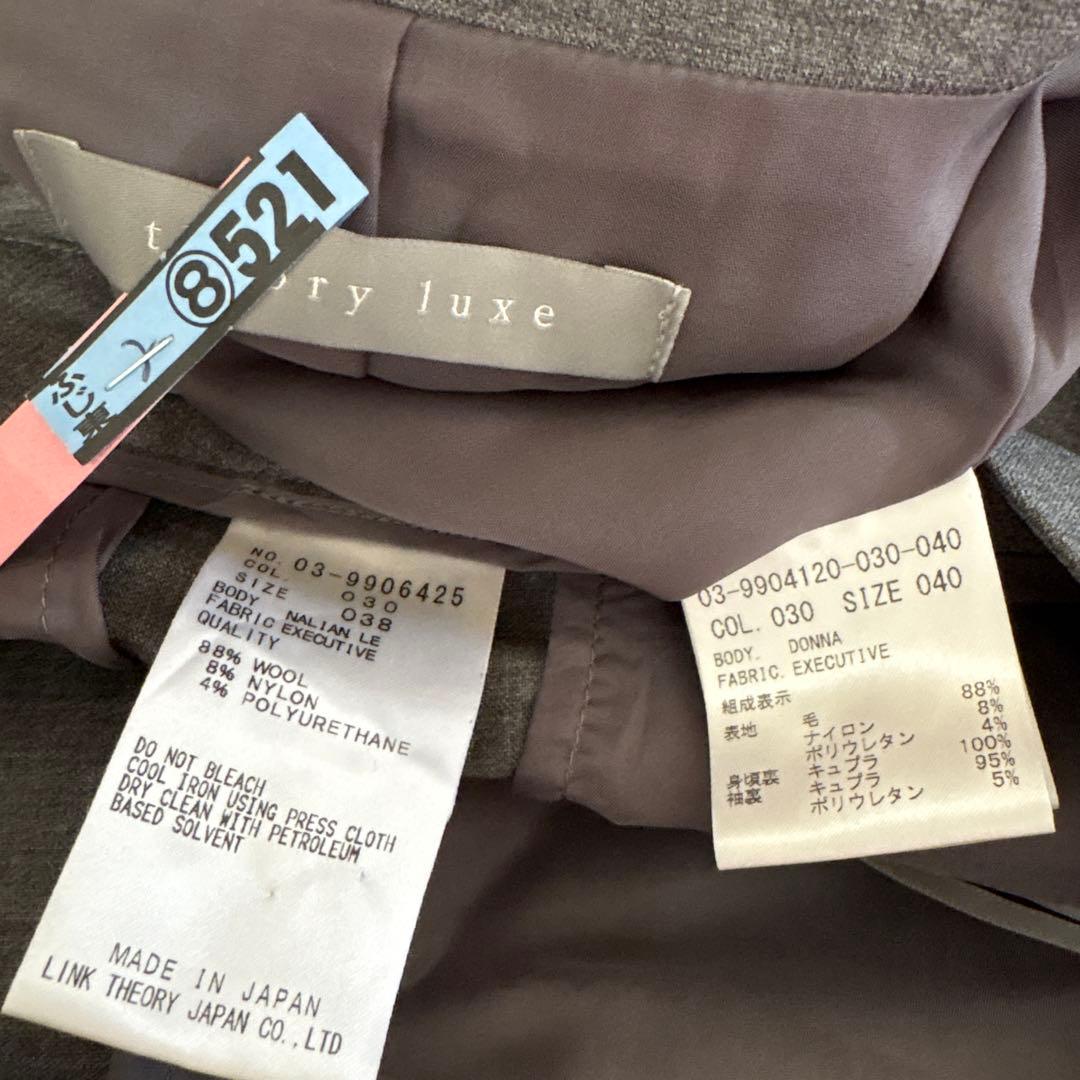 ⑧521
ふじ東
ory luxe
NO. 03-9906425
COL. 030
SIZE 038
BODY. NALIAN LE
FABRIC EXECUTIVE
QUALITY
88% WOOL
8% NYLON
4% POLYURETHANE
DO NOT BLEACH
COOL IRON USING PRESS CLOTH
DRY CLEAN WITH PETROLEUM
BASED SOLVENT
MADE IN JAPAN
LINK THEORY JAPAN CO.,LTD
03-9904120-030-040
COL. 030 SIZE 040
BODY. DONNA
FABRIC. EXECUTIVE
組成表示
表地 毛 88%
ナイロン 8%
ポリウレタン 4%
身頃裏 キュプラ 100%
袖裏 キュプラ 95%
ポリウレタン 5%